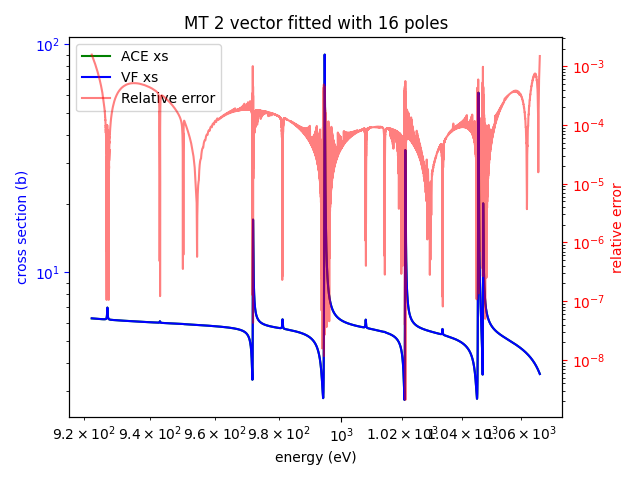 MT 2 vector fitted with 16 poles
ACE xs
VF xs
Relative error
cross section (b)
10²
10¹
relative error
10⁻³
10⁻⁴
10⁻⁵
10⁻⁶
10⁻⁷
10⁻⁸
9.2 × 10² 9.4 × 10² 9.6 × 10² 9.8 × 10² 10³ 1.02 × 10³ 1.04 × 10³ 1.06 × 10³
energy (eV)